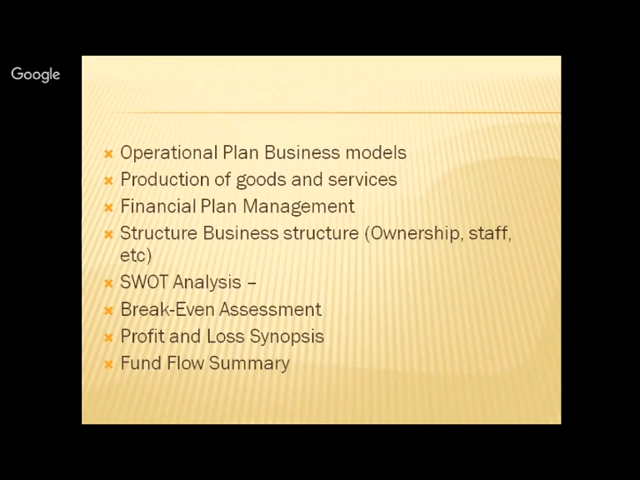 Google
Operational Plan Business models
Production of goods and services
Financial Plan Management
Structure Business structure (Ownership, staff,
etc)
SWOT Analysis –
Break-Even Assessment
Profit and Loss Synopsis
Fund Flow Summary